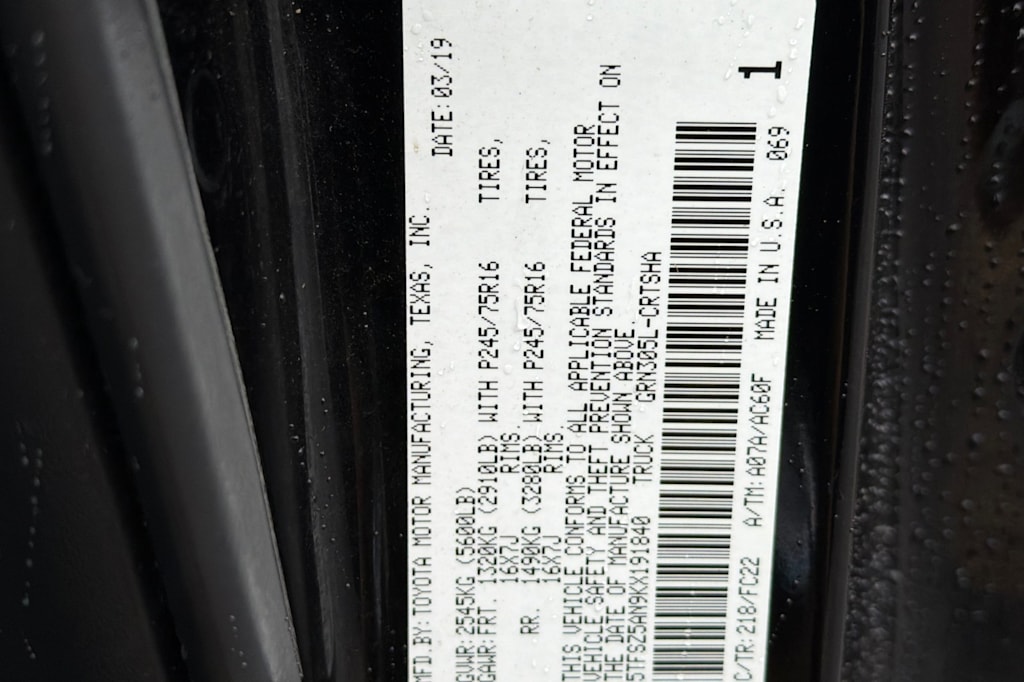 MFD.BY: TOYOTA MOTOR MANUFACTURING, TEXAS, INC.
DATE: 03/19
GVWR: 2545KG (5600LB)
GAWR: FRT. 1320KG (2910LB) WITH P245/75R16 TIRES,
16X7J RIMS.
RR. 1490KG (3280LB) WITH P245/75R16 TIRES,
16X7J RIMS.
THIS VEHICLE CONFORMS TO ALL APPLICABLE FEDERAL MOTOR
VEHICLE SAFETY AND THEFT PREVENTION STANDARDS IN EFFECT ON
THE DATE OF MANUFACTURE SHOWN ABOVE.
5TFSZ5AN9KX191840 TRUCK GRN305L-CRTSHA
C/TR: 218/FC22 A/TM: A07A/AC60F MADE IN U.S.A. 069
1